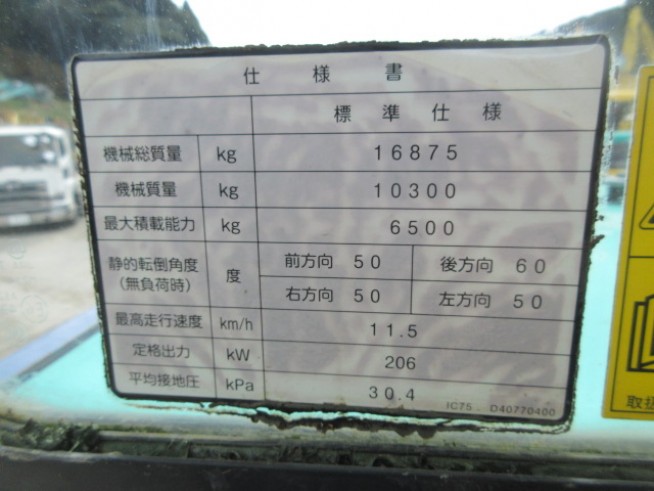 仕様書
標準仕様
機械総質量 kg 16875
機械質量 kg 10300
最大積載能力 kg 6500
静的転倒角度 度 前方向 50 後方向 60
(無負荷時) 右方向 50 左方向 50
最高走行速度 km/h 11.5
定格出力 kW 206
平均接地圧 kPa 30.4
IC75 D40770400
取扱